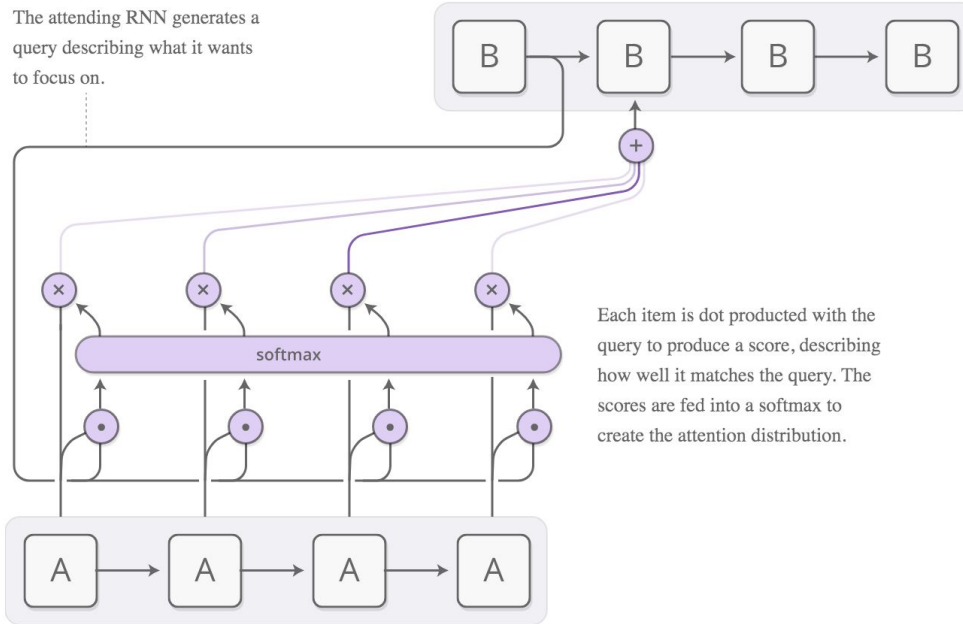 The attending RNN generates a
query describing what it wants
to focus on.
B B B B
+
× × × ×
softmax
Each item is dot producted with the
query to produce a score, describing
how well it matches the query. The
scores are fed into a softmax to
create the attention distribution.
A A A A